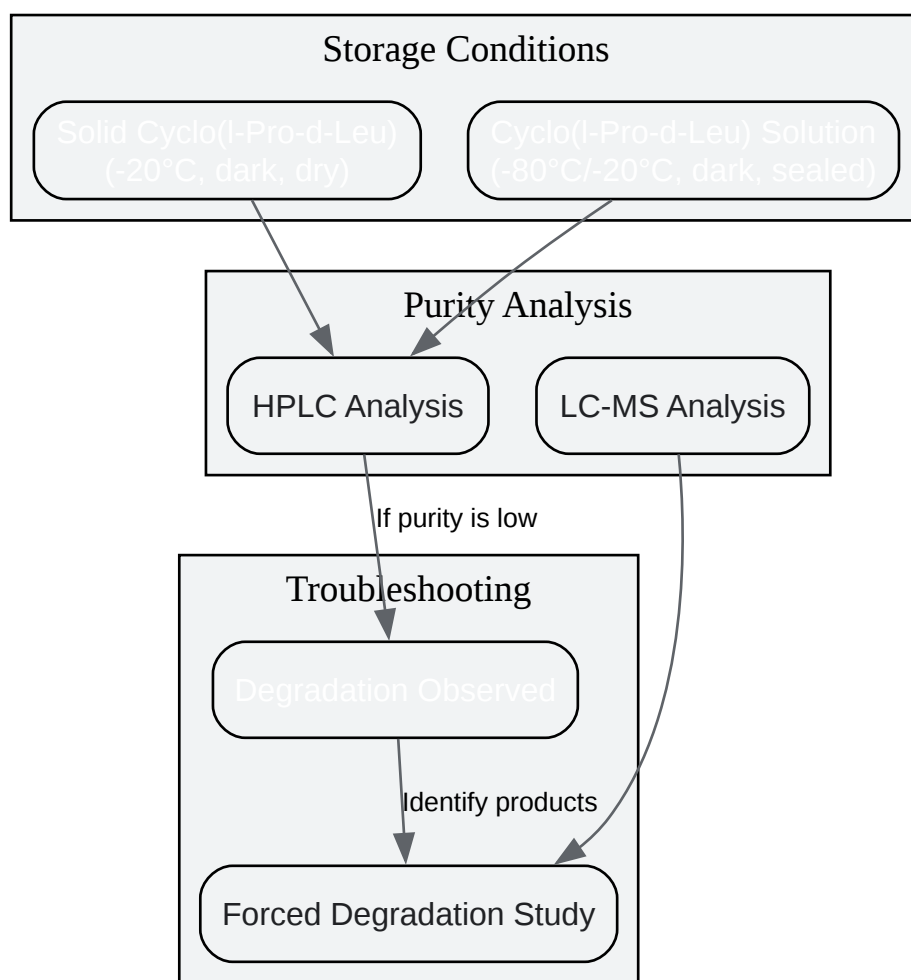 Storage Conditions
Solid Cyclo(l-Pro-d-Leu)
(-20°C, dark, dry)
Cyclo(l-Pro-d-Leu) Solution
(-80°C/-20°C, dark, sealed)
Purity Analysis
HPLC Analysis
LC-MS Analysis
If purity is low
Troubleshooting
Degradation Observed
Identify products
Forced Degradation Study